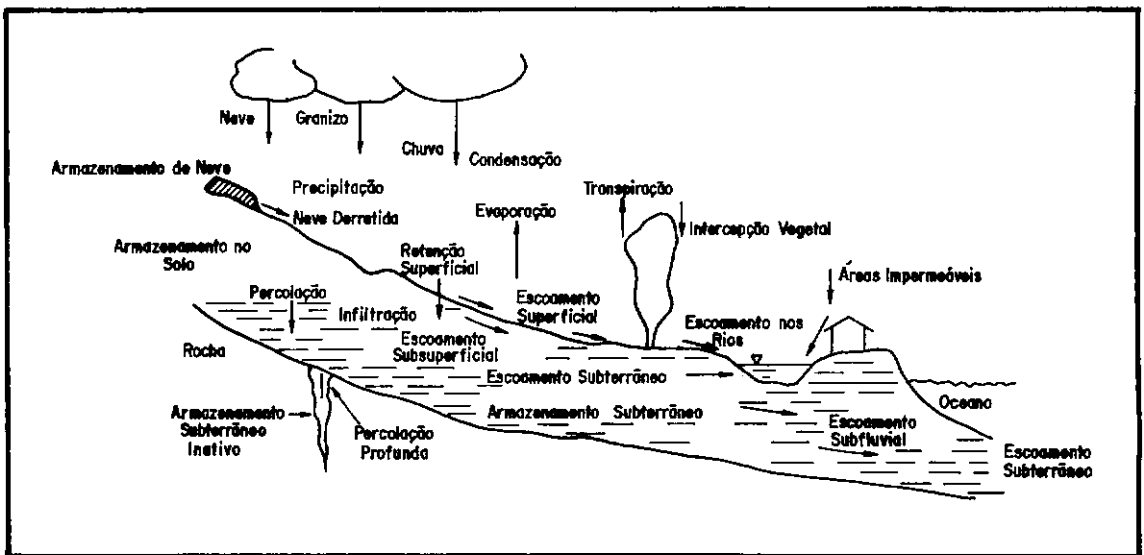 Neve
Granizo
Chuva
Condensação
Armazenamento de Neve
Precipitação
Neve Derretida
Transpiração
Evaporação
Intercepção Vegetal
Armazenamento no
Solo
Retenção
Superficial
Áreas Impermeáveis
Percolação
Infiltração
Escoamento
Superficial
Escoamento nos
Rios
Rocha
Escoamento
Subsuperficial
Escoamento Subterrâneo
Oceano
Armazenamento
Subterrâneo
Inativo
Percolação
Profunda
Armazenamento Subterrâneo
Escoamento
Subfluvial
Escoamento
Subterrâneo